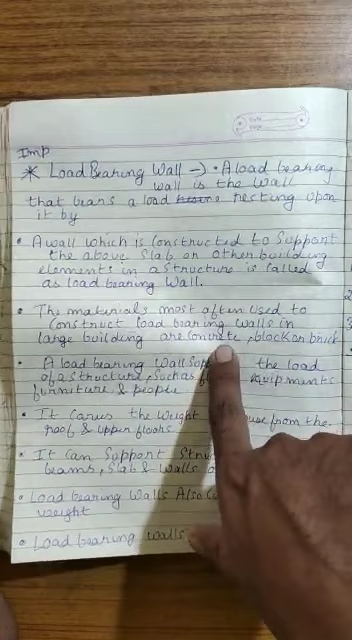 Imp
* Load Bearing Wall → • A load bearing
wall is the wall
that bears a load resting upon
it by
• A wall which is constructed to support
the above slab or other building
elements in a structure is called
as load bearing wall.
• The materials most often used to
construct load bearing walls in
large building are concrete, block or brick
• A load bearing wall the load
of a structure, such as equipments
furniture & people
• It carries the weight from the
roof & upper floors
• It can support
beams, slab & walls
• Load bearing walls Also
weight
• Load bearing walls